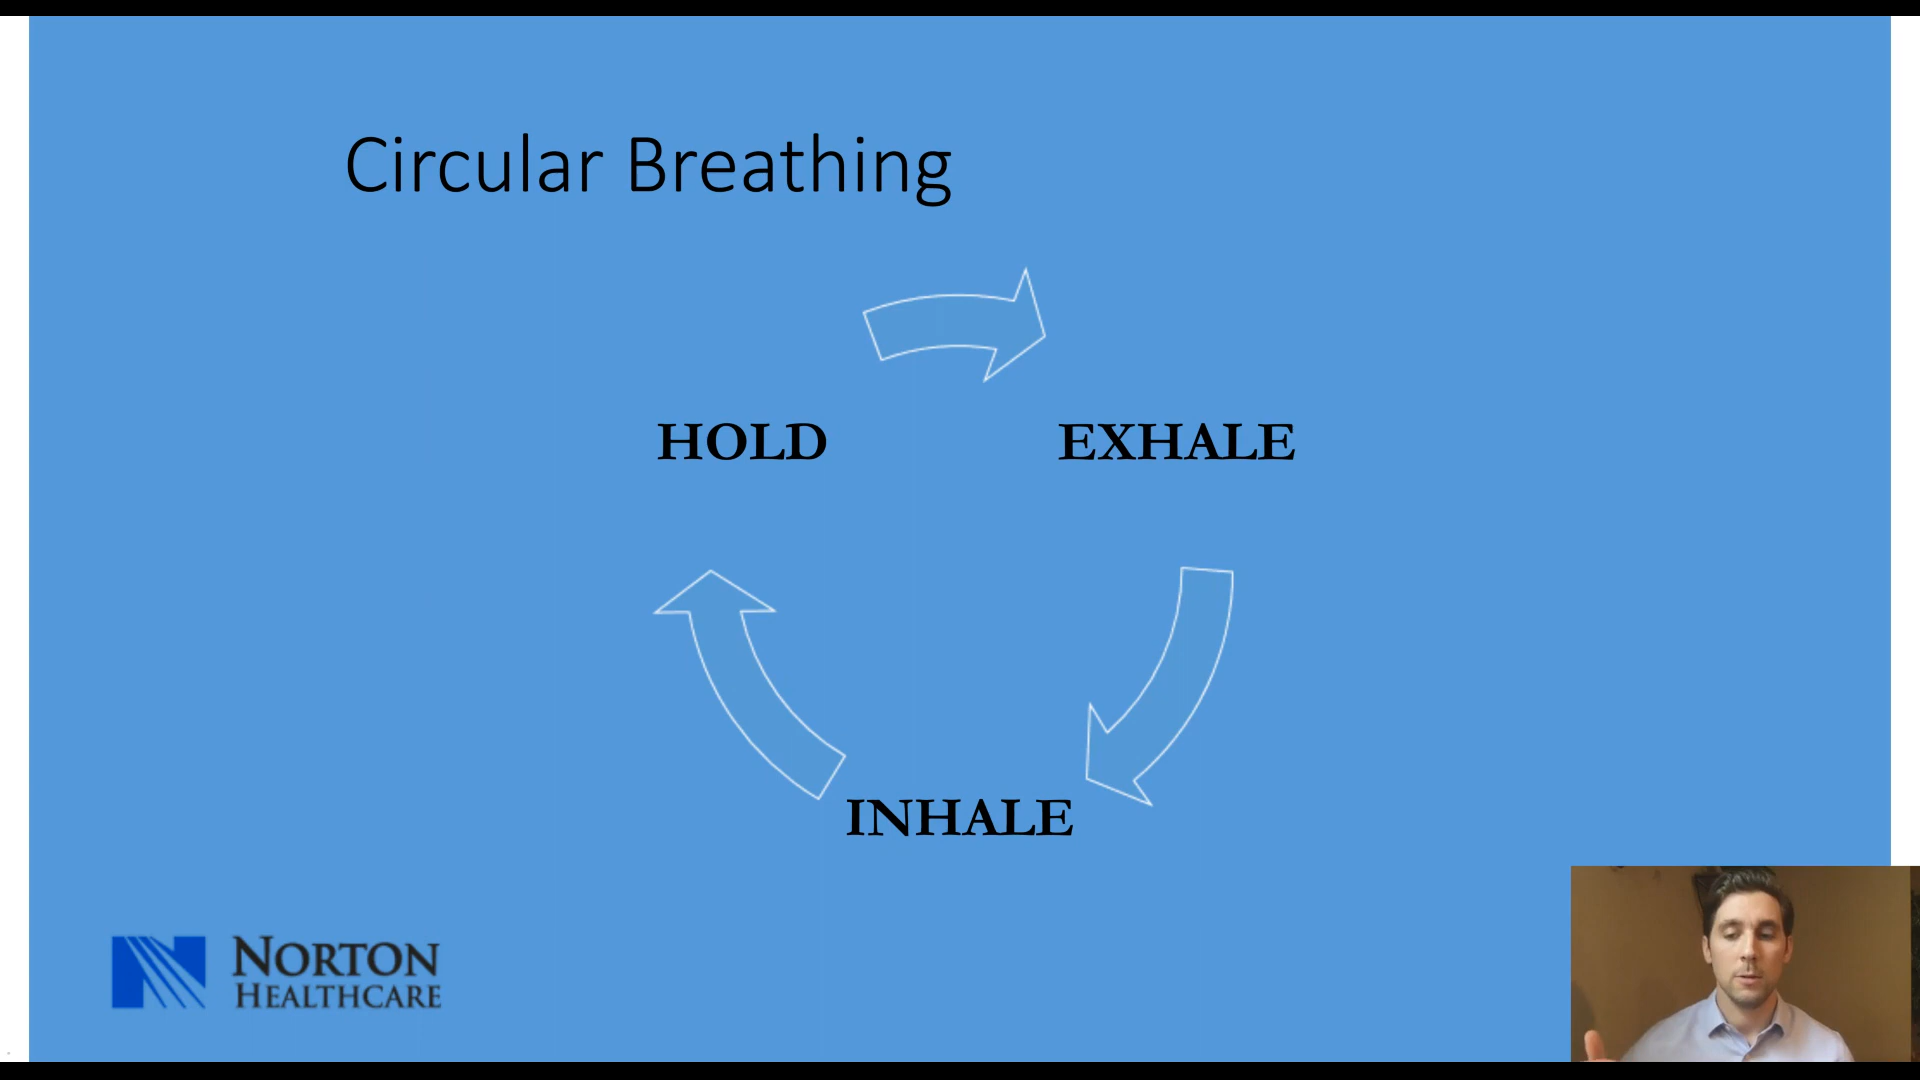 Circular Breathing
HOLD
EXHALE
INHALE
NORTON
HEALTHCARE